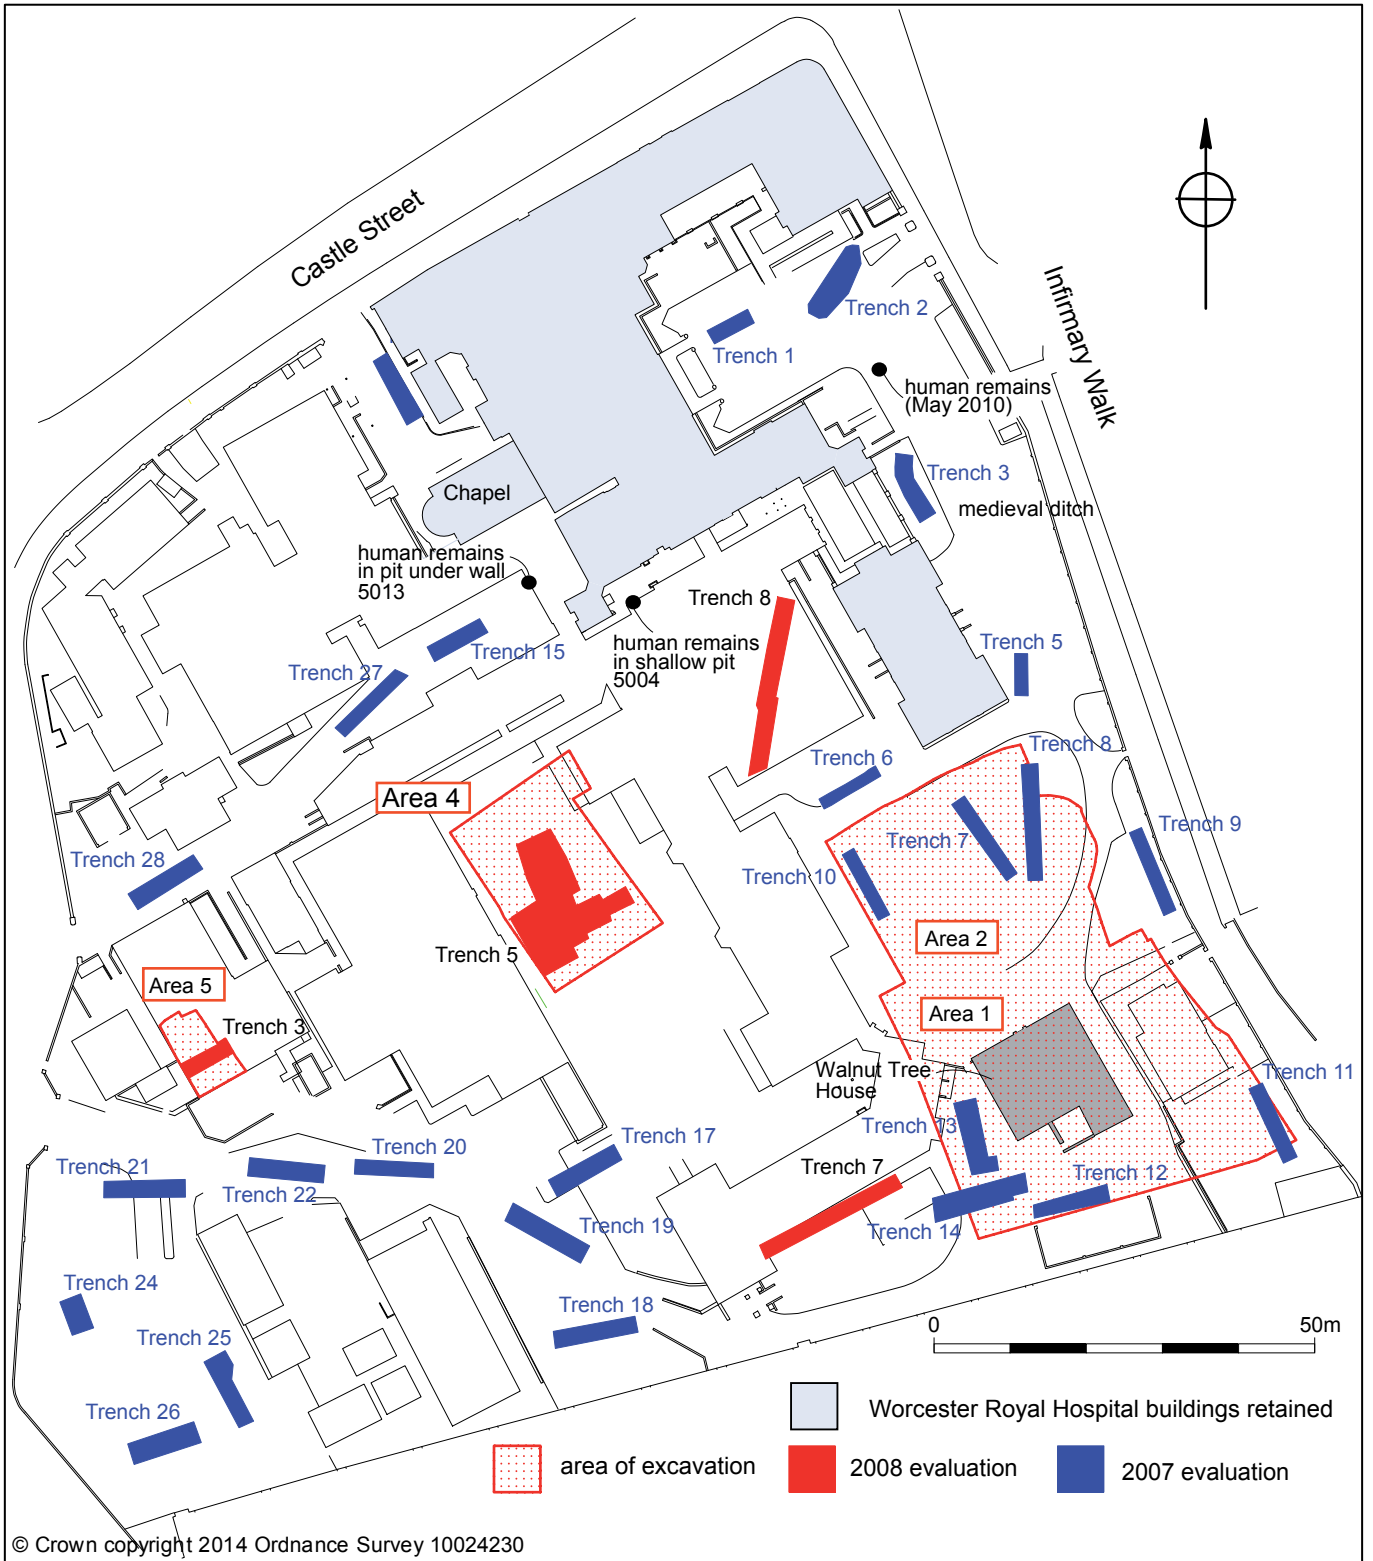 Castle Street
Infirmary Walk
Trench 2
Trench 1
human remains
(May 2010)
Trench 3
medieval ditch
Chapel
human remains
in pit under wall
5013
Trench 8
human remains
in shallow pit
5004
Trench 15
Trench 27
Trench 5
Trench 8
Trench 6
Area 4
Trench 7
Trench 9
Trench 28
Trench 10
Area 2
Trench 5
Area 5
Trench 3
Area 1
Walnut Tree
House
Trench 11
Trench 13
Trench 17
Trench 20
Trench 21
Trench 22
Trench 7
Trench 12
Trench 19
Trench 14
Trench 24
Trench 18
Trench 25
Trench 26
0 50m
Worcester Royal Hospital buildings retained
area of excavation
2008 evaluation
2007 evaluation
© Crown copyright 2014 Ordnance Survey 10024230